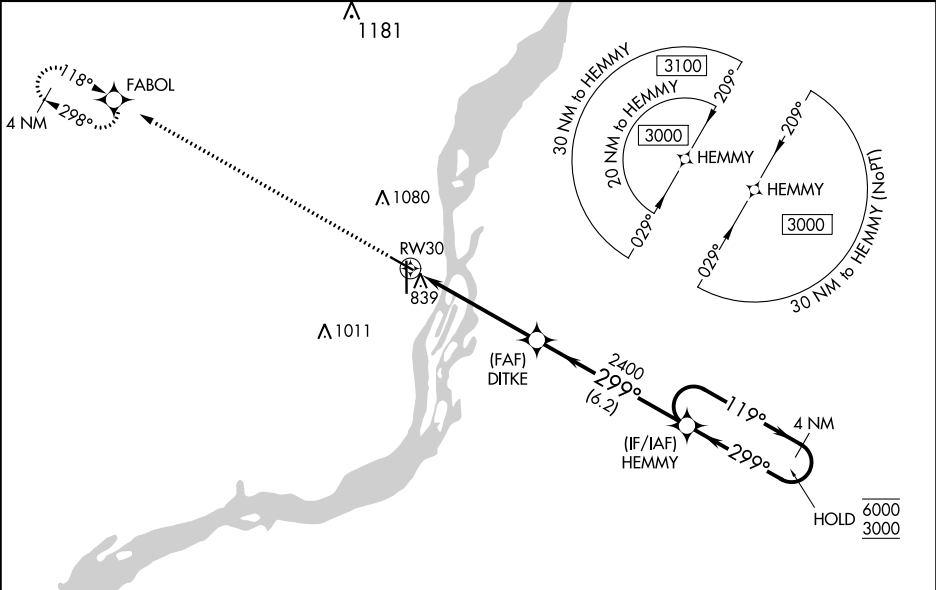 1181
118°
FABOL
298°
4 NM
30 NM to HEMMY
3100
209°
20 NM to HEMMY
3000
HEMMY
029°
209°
HEMMY
3000
029°
30 NM to HEMMY (NoPT)
1080
RW30
839
1011
(FAF)
DITKE
2400
299°
(6.2)
119°
4 NM
(IF/IAF)
HEMMY
299°
HOLD
6000
3000